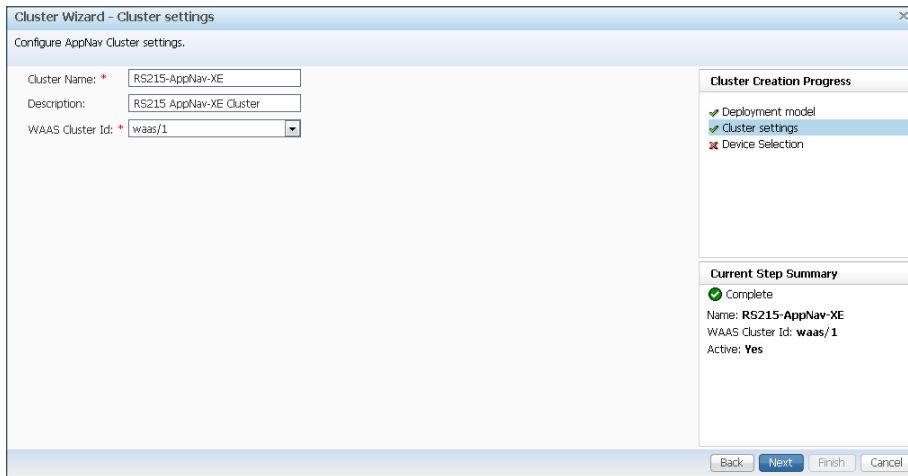 Cluster Wizard - Cluster settings
Configure AppNav Cluster settings.
Cluster Name: * RS215-AppNav-XE
Description: RS215 AppNav-XE Cluster
WAAS Cluster Id: * waas/1
Cluster Creation Progress
Deployment model
Cluster settings
Device Selection
Current Step Summary
Complete
Name: RS215-AppNav-XE
WAAS Cluster Id: waas/1
Active: Yes
Back Next Finish Cancel